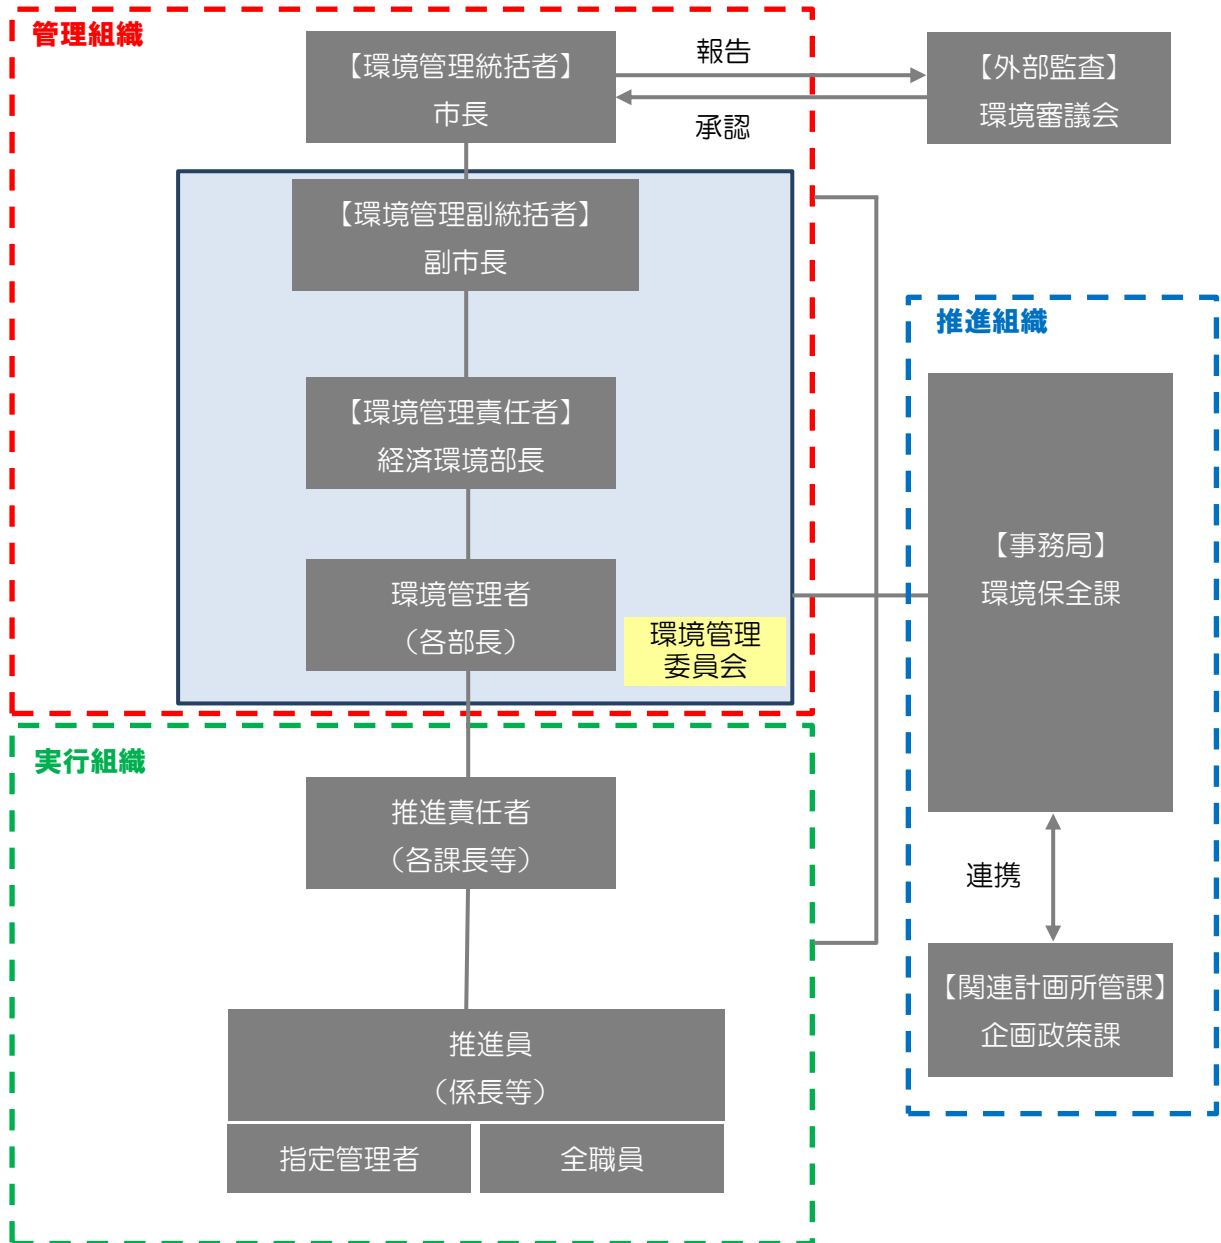 管理組織
【環境管理統括者】
市長
報告
承認
【外部監査】
環境審議会
【環境管理副統括者】
副市長
【環境管理責任者】
経済環境部長
環境管理者
（各部長）
環境管理
委員会
推進組織
【事務局】
環境保全課
連携
【関連計画所管課】
企画政策課
実行組織
推進責任者
（各課長等）
推進員
（係長等）
指定管理者
全職員